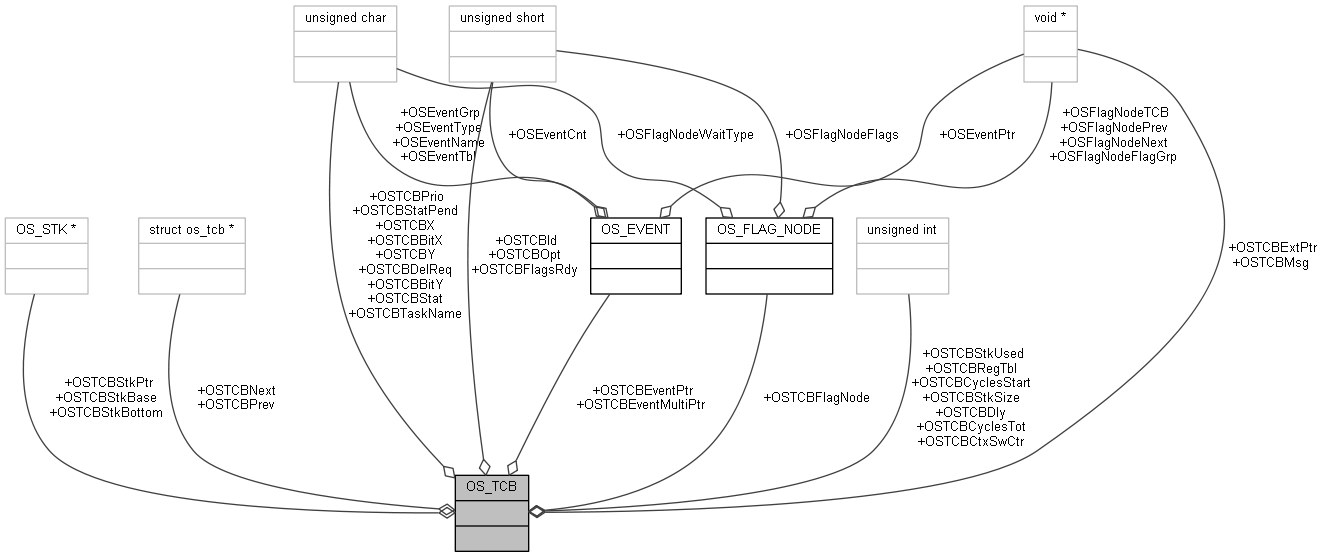 unsigned char
unsigned short
void *
+OSEventGrp
+OSEventType
+OSEventName
+OSEventTbl
+OSEventCnt
+OSFlagNodeWaitType
+OSFlagNodeFlags
+OSEventPtr
+OSFlagNodeTCB
+OSFlagNodePrev
+OSFlagNodeNext
+OSFlagNodeFlagGrp
OS_STK *
struct os_tcb *
+OSTCBPrio
+OSTCBStatPend
+OSTCBX
+OSTCBBitX
+OSTCBY
+OSTCBDelReq
+OSTCBBitY
+OSTCBStat
+OSTCBTaskName
+OSTCBId
+OSTCBOpt
+OSTCBFlagsRdy
OS_EVENT
OS_FLAG_NODE
unsigned int
+OSTCBExtPtr
+OSTCBMsg
+OSTCBStkPtr
+OSTCBStkBase
+OSTCBStkBottom
+OSTCBNext
+OSTCBPrev
+OSTCBEventPtr
+OSTCBEventMultiPtr
+OSTCBFlagNode
+OSTCBStkUsed
+OSTCBRegTbl
+OSTCBCyclesStart
+OSTCBStkSize
+OSTCBDly
+OSTCBCyclesTot
+OSTCBCtxSwCtr
OS_TCB